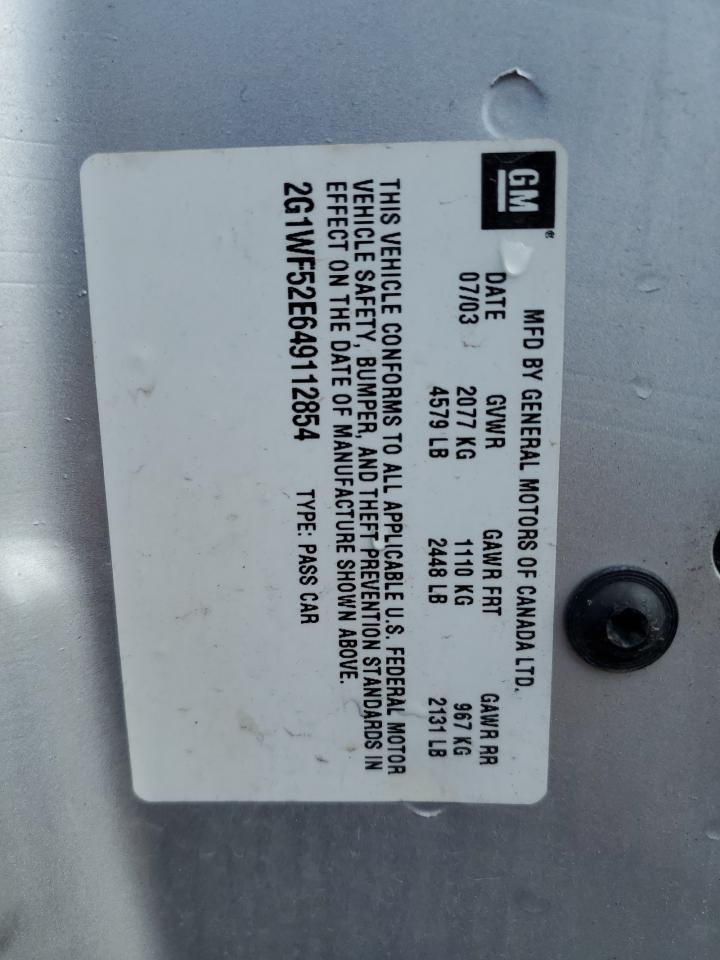 GM ®
MFD BY GENERAL MOTORS OF CANADA LTD.
DATE GVWR GAWR FRT GAWR RR
07/03 2077 KG 1110 KG 967 KG
4579 LB 2448 LB 2131 LB
THIS VEHICLE CONFORMS TO ALL APPLICABLE U.S. FEDERAL MOTOR
VEHICLE SAFETY, BUMPER, AND THEFT PREVENTION STANDARDS IN
EFFECT ON THE DATE OF MANUFACTURE SHOWN ABOVE.
2G1WF52E649112854 TYPE: PASS CAR